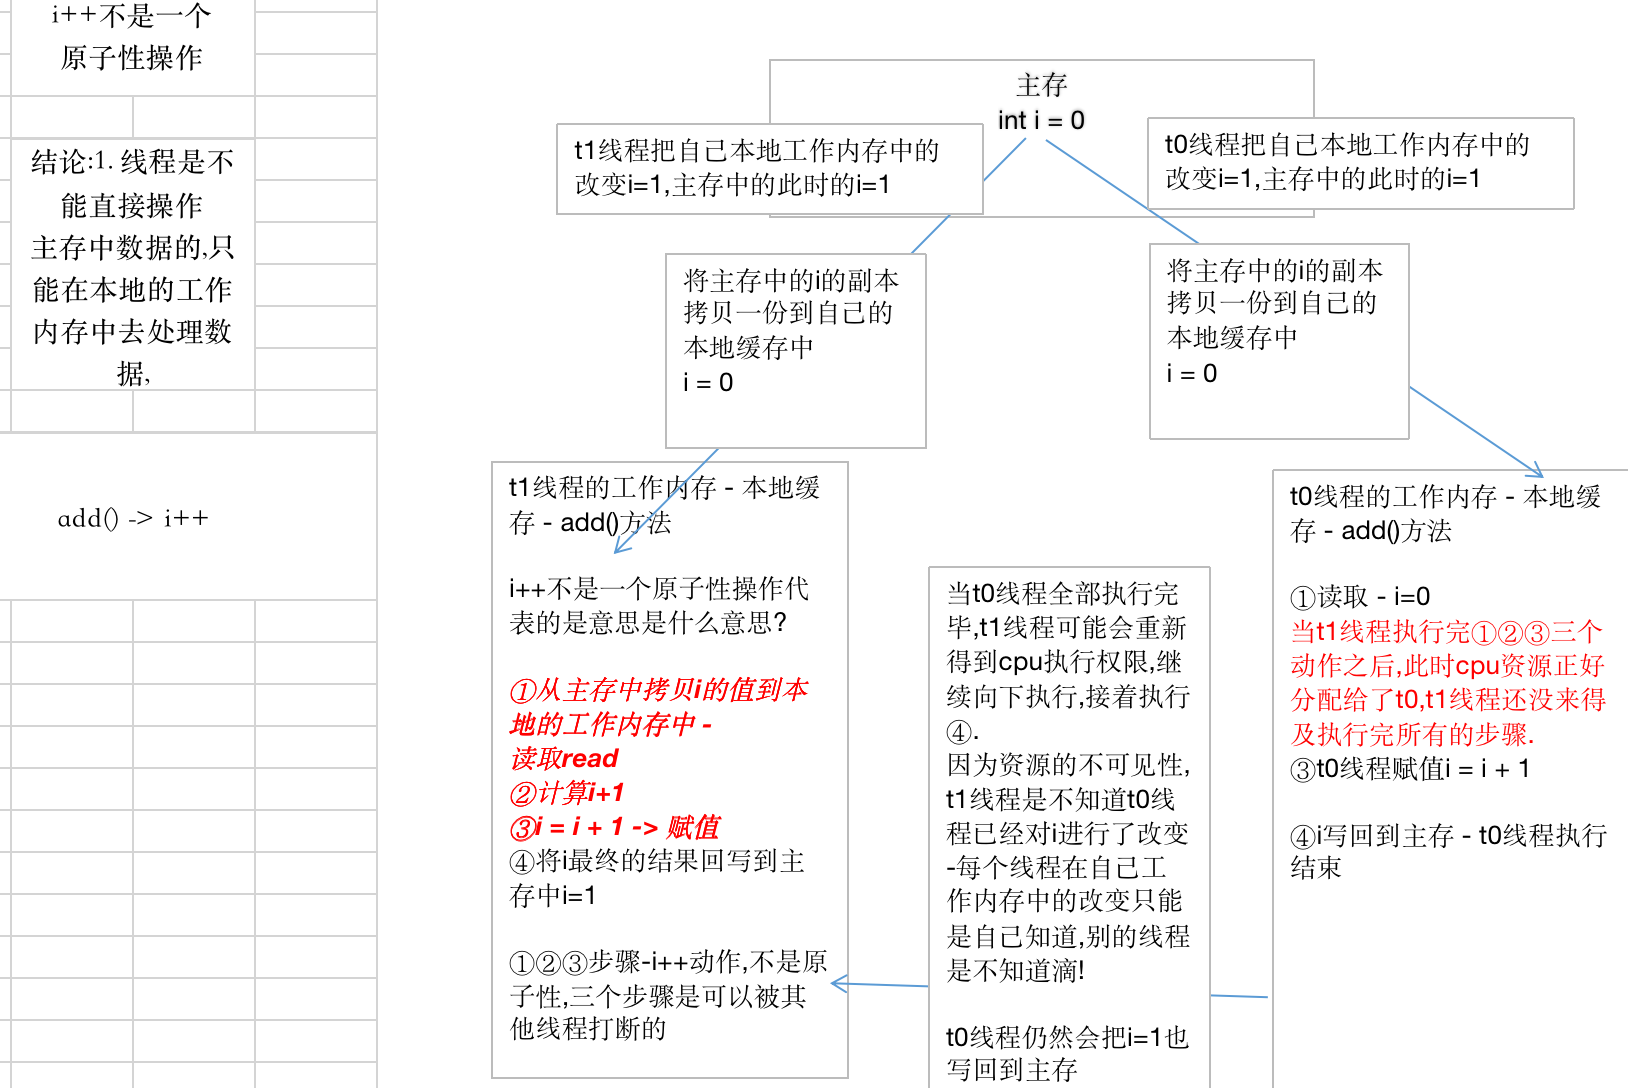 i++不是一个
原子性操作
结论:1. 线程是不
能直接操作
主存中数据的,只
能在本地的工作
内存中去处理数
据,
add() -> i++
主存
int i = 0
t1线程把自己本地工作内存中的
改变i=1,主存中的此时的i=1
t0线程把自己本地工作内存中的
改变i=1,主存中的此时的i=1
将主存中的i的副本
拷贝一份到自己的
本地缓存中
i = 0
将主存中的i的副本
拷贝一份到自己的
本地缓存中
i = 0
t1线程的工作内存 - 本地缓
存 - add()方法
i++不是一个原子性操作代
表的是意思是什么意思?
①从主存中拷贝i的值到本
地的工作内存中 -
读取read
②计算i+1
③i = i + 1 -> 赋值
④将i最终的结果回写到主
存中i=1
①②③步骤-i++动作,不是原
子性,三个步骤是可以被其
他线程打断的
当t0线程全部执行完
毕,t1线程可能会重新
得到cpu执行权限,继
续向下执行,接着执行
④.
因为资源的不可见性,
t1线程是不知道t0线
程已经对i进行了改变
-每个线程在自己工
作内存中的改变只能
是自己知道,别的线程
是不知道滴!
t0线程仍然会把i=1也
写回到主存
t0线程的工作内存 - 本地缓
存 - add()方法
①读取 - i=0
当t1线程执行完①②③三个
动作之后,此时cpu资源正好
分配给了t0,t1线程还没来得
及执行完所有的步骤.
③t0线程赋值i = i + 1
④i写回到主存 - t0线程执行
结束